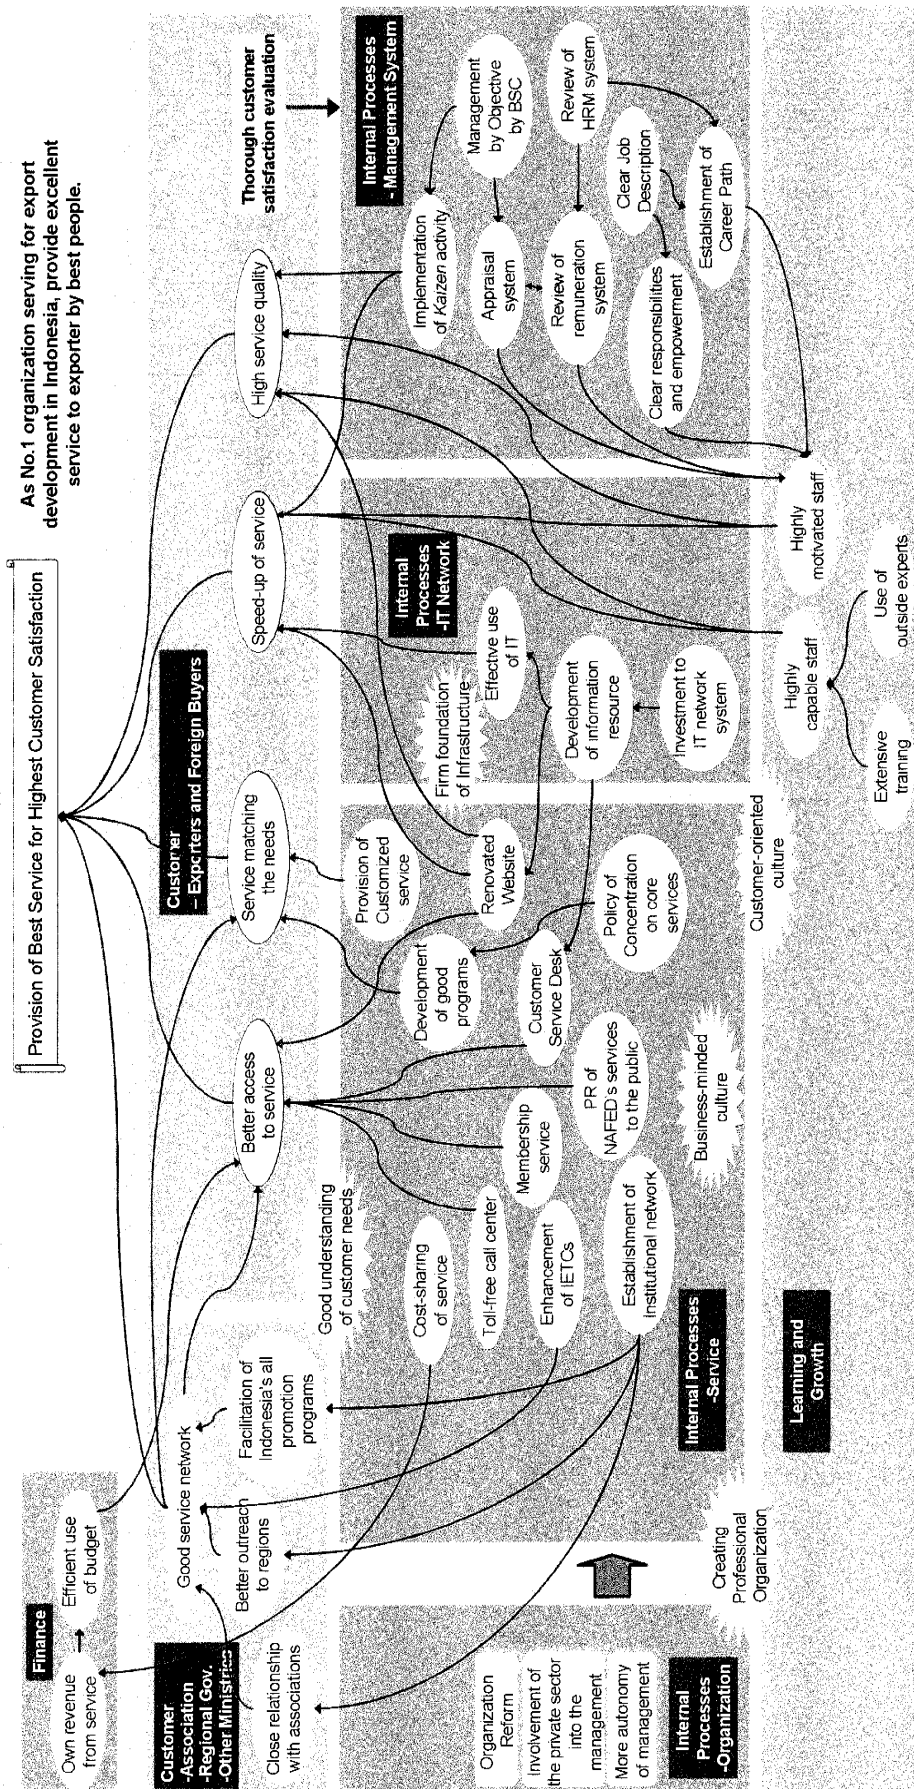 As No.1 organization serving for export
development in Indonesia, provide excellent
service to exporter by best people.
Provision of Best Service for Highest Customer Satisfaction
Finance
Own revenue
from service
Efficient use
of budget
Customer
-Association
-Regional Gov.
-Other Ministries
Good service network
Close relationship
with associations
Better outreach
to regions
Facilitation of
Indonesia's all
promotion
programs
Customer
– Exporters and Foreign Buyers
Better access
to service
Service matching
the needs
Speed-up of service
High service quality
Thorough customer
satisfaction evaluation
Good understanding
of customer needs
Internal Processes
- Management System
Implementation
of Kaizen activity
Management
by Objective
by BSC
Appraisal
system
Review of
remuneration
system
Review of
HRM system
Clear Job
Description
Clear responsibilities
and empowerment
Establishment of
Career Path
Internal
Processes
-IT Network
Firm foundation
of Infrastructure
Effective use
of IT
Development
of information
resource
Investment to
IT network
system
Provision of
Customized
service
Development
of good
programs
Renovated
Website
Customer
Service Desk
Policy of
Concentration
on core
services
Cost-sharing
of service
Toll-free call center
Membership
service
Enhancement
of IETCs
PR of
NAFED's services
to the public
Establishment of
Institutional network
Internal Processes
-Service
Business-minded
culture
Customer-oriented
culture
Organization
Reform
Involvement of
the private sector
into the
management
More autonomy
of management
Internal
Processes
-Organization
Creating
Professional
Organization
Learning and
Growth
Highly
capable staff
Highly
motivated staff
Extensive
training
Use of
outside experts